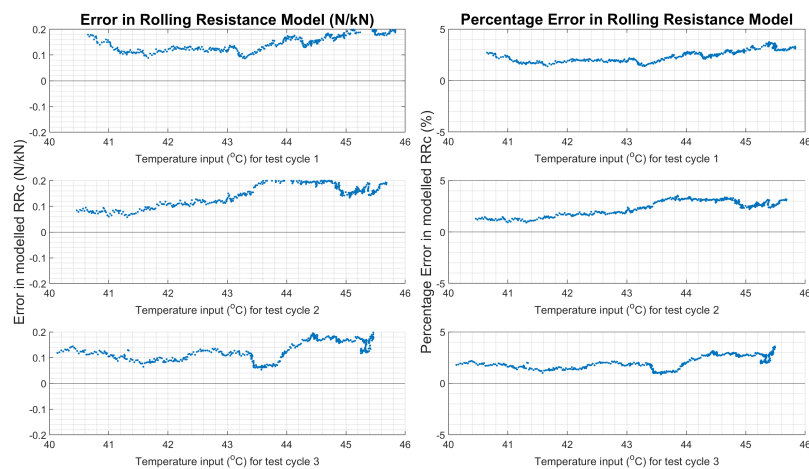 Error in Rolling Resistance Model (N/kN)
Error in modelled RRc (N/kN)
0.2
0.1
0
0.1
0.2
40 41 42 43 44 45 46
Temperature input (°C) for test cycle 1
0.2
0.1
0
-0.1
0.2
40 41 42 43 44 45 46
Temperature input (°C) for test cycle 2
0.2
0.1
0
-0.1
0.2
40 41 42 43 44 45 46
Temperature input (°C) for test cycle 3
Percentage Error in Rolling Resistance Model
Percentage Error in modelled RRc (%)
5
0
-5
40 41 42 43 44 45 46
Temperature input (°C) for test cycle 1
5
0
-5
40 41 42 43 44 45 46
Temperature input (°C) for test cycle 2
5
0
-5
40 41 42 43 44 45 46
Temperature input (°C) for test cycle 3